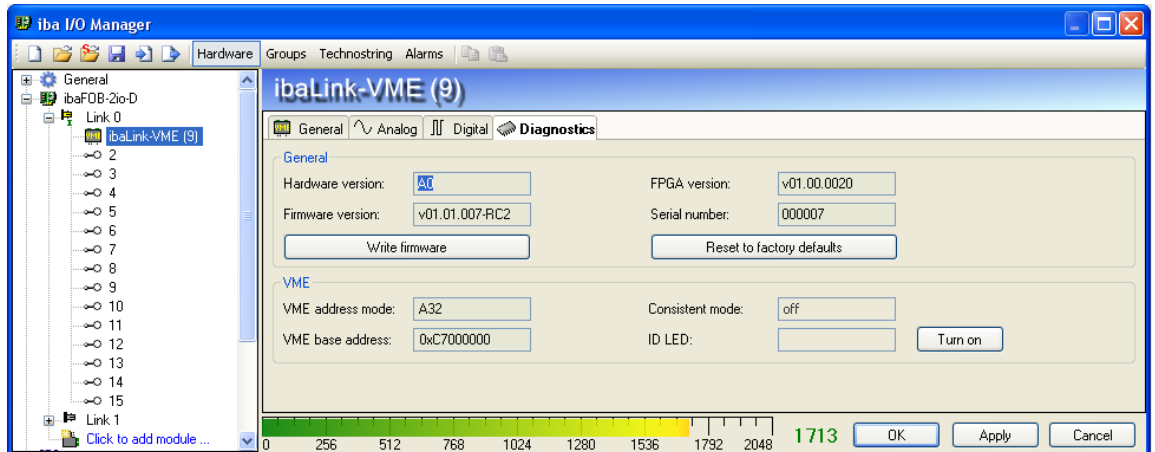 iba I/O Manager
Hardware Groups Technostring Alarms
General
ibaFOB-2io-D
Link 0
ibaLink-VME (9)
2
3
4
5
6
7
8
9
10
11
12
13
14
15
Link 1
Click to add module ...
ibaLink-VME (9)
General Analog Digital Diagnostics
General
Hardware version: A0 FPGA version: v01.00.0020
Firmware version: v01.01.007-RC2 Serial number: 000007
Write firmware Reset to factory defaults
VME
VME address mode: A32 Consistent mode: off
VME base address: 0xC7000000 ID LED: Turn on
0 256 512 768 1024 1280 1536 1792 2048 1713 OK Apply Cancel